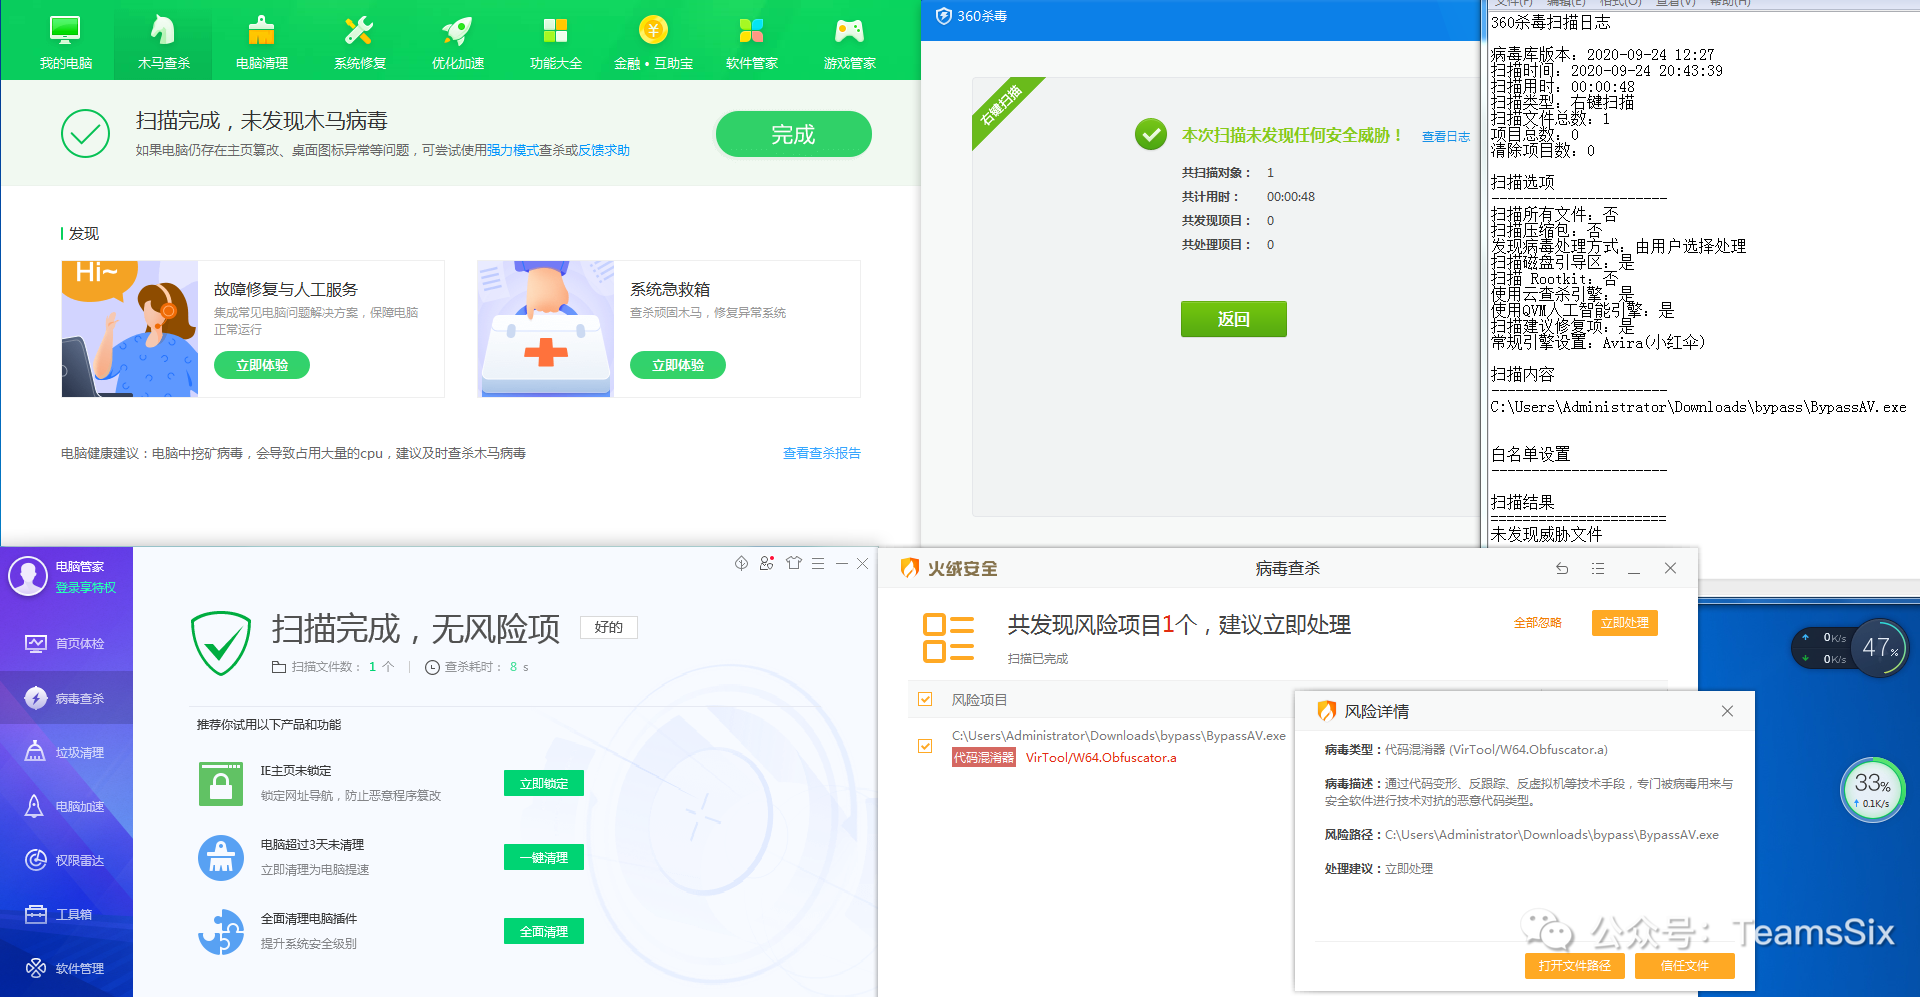 我的电脑
木马查杀
电脑清理
系统修复
优化加速
功能大全
金融·互助宝
软件管家
游戏管家
扫描完成，未发现木马病毒
如果电脑仍存在主页篡改、桌面图标异常等问题，可尝试使用强力模式查杀或反馈求助
完成
发现
Hi~
故障修复与人工服务
集成常见电脑问题解决方案，保障电脑
正常运行
立即体验
系统急救箱
查杀顽固木马，修复异常系统
立即体验
电脑健康建议：电脑中挖矿病毒，会导致占用大量的cpu，建议及时查杀木马病毒
查看查杀报告
360杀毒
右键扫描
本次扫描未发现任何安全威胁！ 查看日志
共扫描对象： 1
共计用时： 00:00:48
共发现项目： 0
共处理项目： 0
返回
文件(F) 编辑(E) 格式(O) 查看(V) 帮助(H)
360杀毒扫描日志
病毒库版本：2020-09-24 12:27
扫描时间：2020-09-24 20:43:39
扫描用时：00:00:48
扫描类型：右键扫描
扫描文件总数：1
项目总数：0
清除项目数：0
扫描选项
----------------------
扫描所有文件：否
扫描压缩包：否
发现病毒处理方式：由用户选择处理
扫描磁盘引导区：是
扫描 Rootkit：否
使用云查杀引擎：是
使用QVM人工智能引擎：是
扫描建议修复项：是
常规引擎设置：Avira(小红伞)
扫描内容
----------------------
C:\Users\Administrator\Downloads\bypass\BypassAV.exe
白名单设置
----------------------
扫描结果
======================
未发现威胁文件
电脑管家
登录享特权
首页体检
病毒查杀
垃圾清理
电脑加速
权限雷达
工具箱
软件管理
扫描完成，无风险项 好的
扫描文件数： 1 个 | 查杀耗时： 8 s
推荐你试用以下产品和功能
IE主页未锁定
锁定网址导航，防止恶意程序篡改
立即锁定
电脑超过3天未清理
立即清理为电脑提速
一键清理
全面清理电脑插件
提升系统安全级别
全面清理
火绒安全
病毒查杀
共发现风险项目1个，建议立即处理
扫描已完成
全部忽略
立即处理
风险项目
C:\Users\Administrator\Downloads\bypass\BypassAV.exe
代码混淆器 VirTool/W64.Obfuscator.a
风险详情
病毒类型：代码混淆器 (VirTool/W64.Obfuscator.a)
病毒描述：通过代码变形、反跟踪、反虚拟机等技术手段，专门被病毒用来与
安全软件进行技术对抗的恶意代码类型。
风险路径：C:\Users\Administrator\Downloads\bypass\BypassAV.exe
处理建议：立即处理
打开文件路径
信任文件
0K/s
0K/s
47%
33%
0.1K/s
公众号：TeamsSix